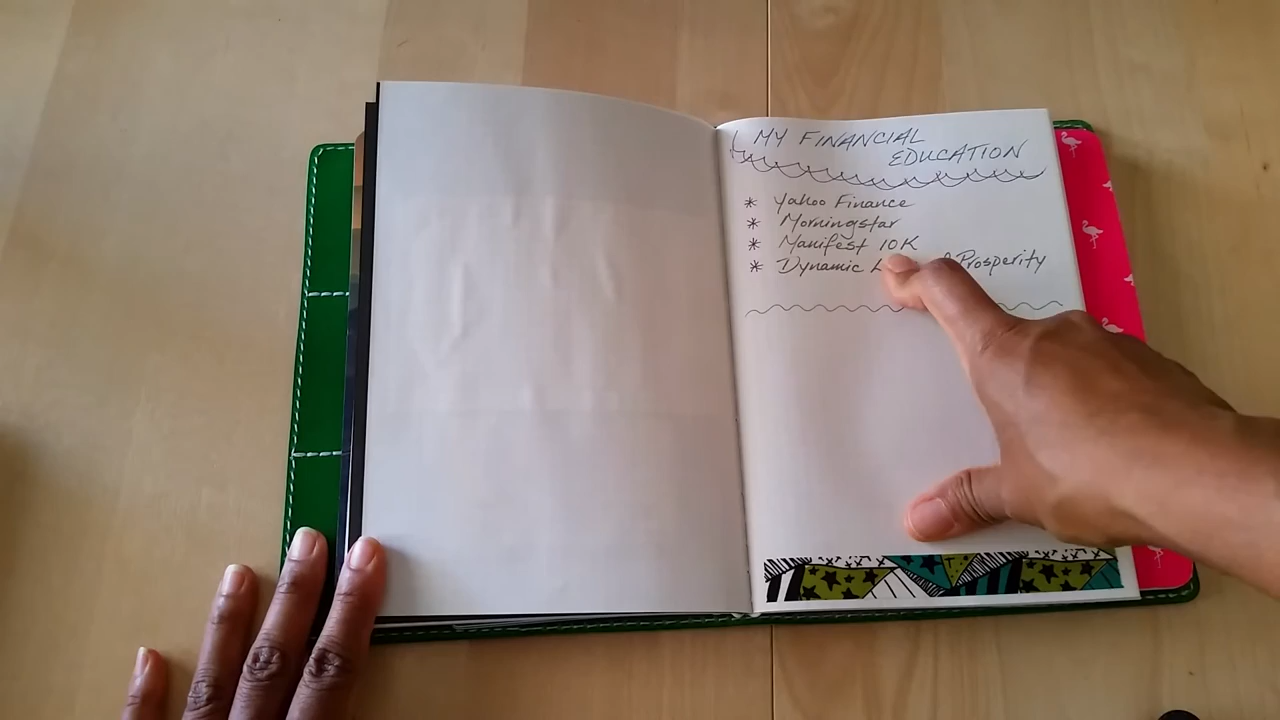 MY FINANCIAL
EDUCATION
* Yahoo Finance
* Morningstar
* Manifest 10K
* Dynamic Prosperity